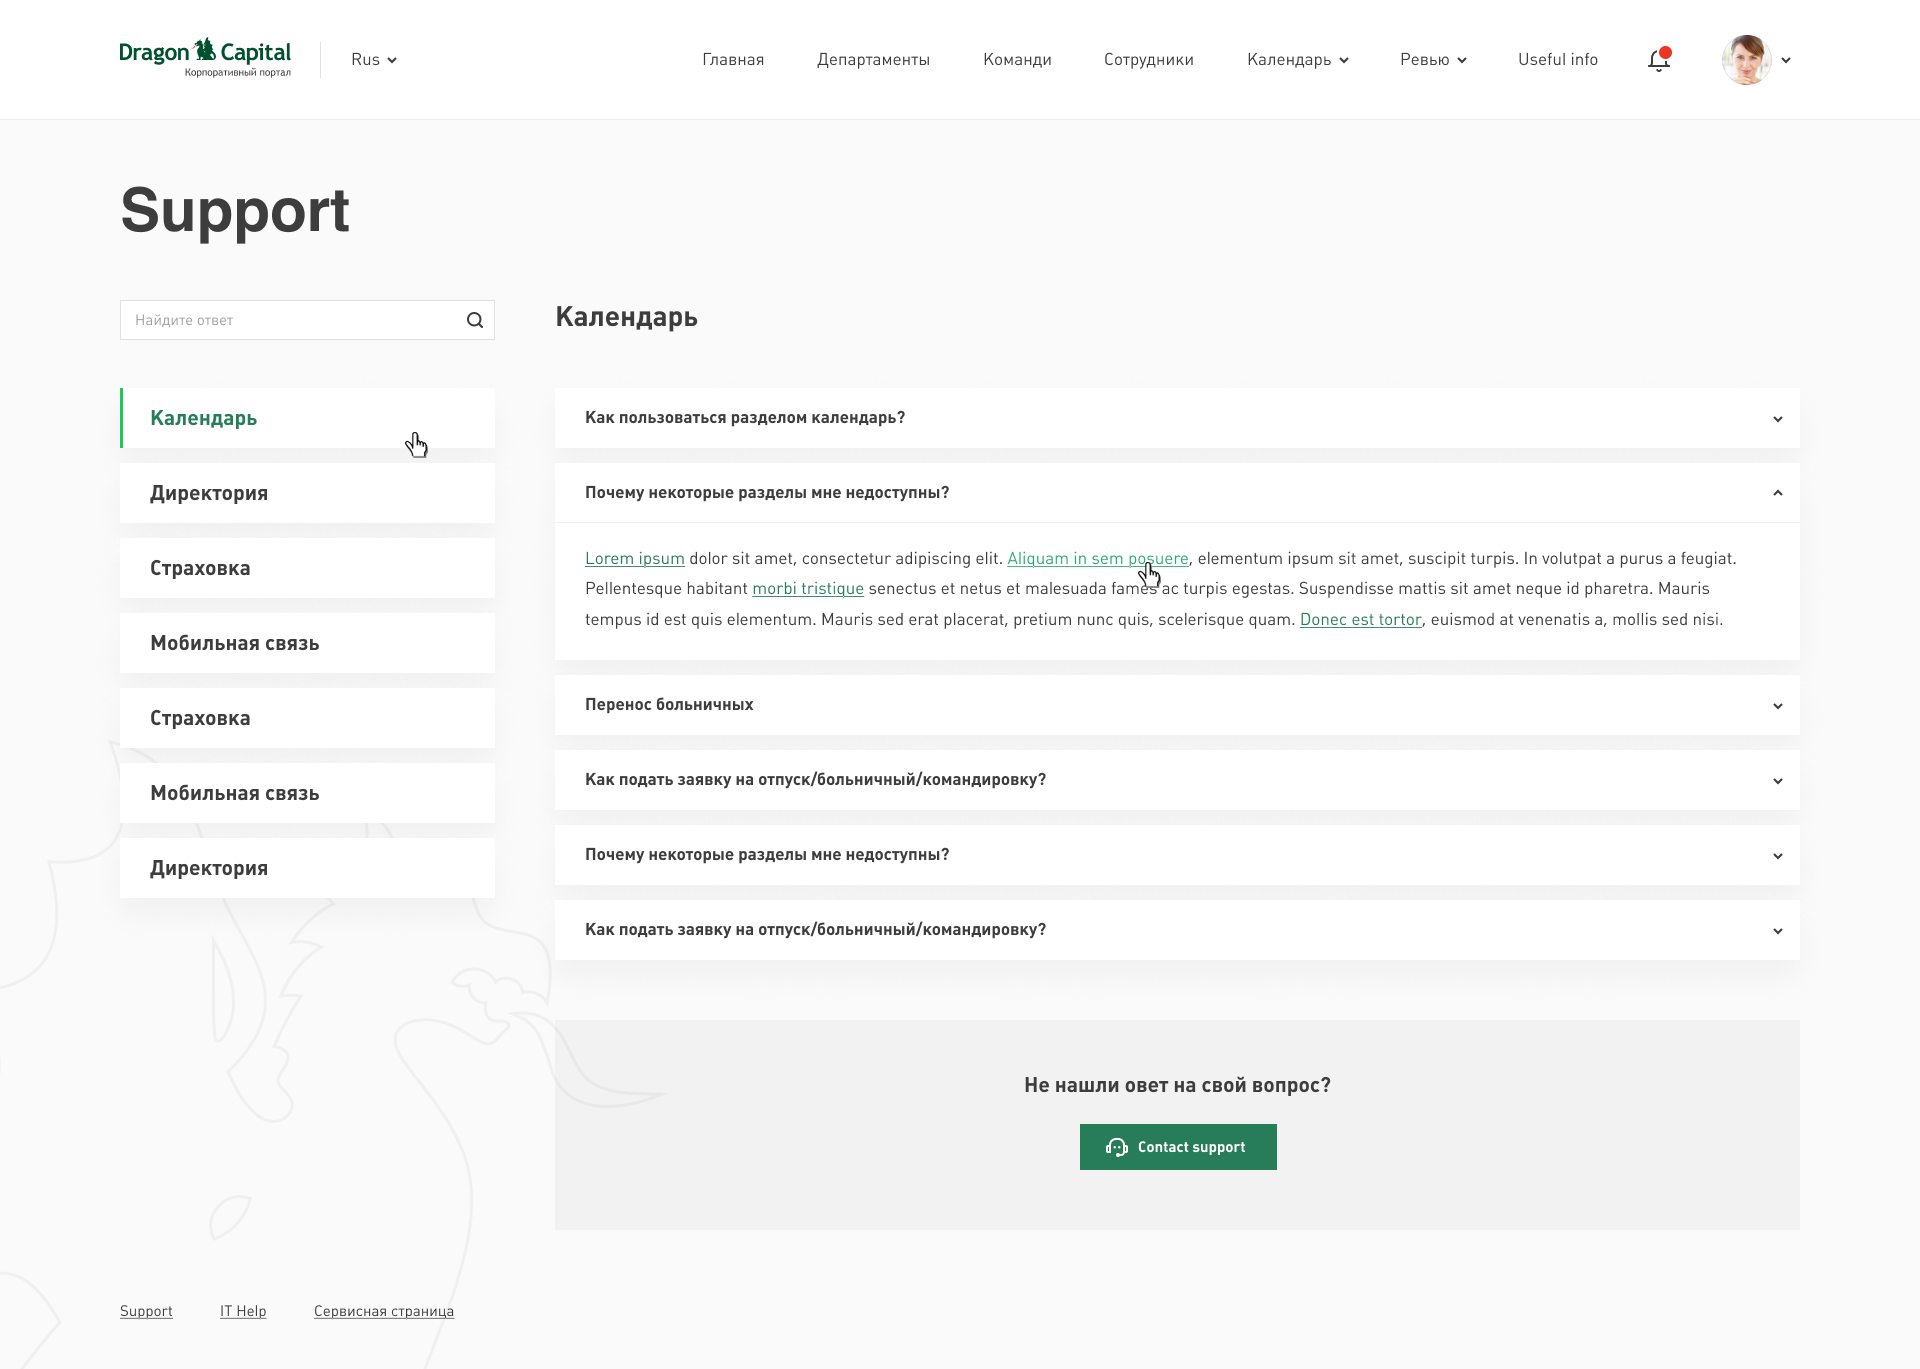 Dragon Capital
Корпоративный портал
Rus
Главная
Департаменты
Команди
Сотрудники
Календарь
Ревью
Useful info
Support
Найдите ответ
Календарь
Директория
Страховка
Мобильная связь
Страховка
Мобильная связь
Директория
Календарь
Как пользоваться разделом календарь?
Почему некоторые разделы мне недоступны?
Lorem ipsum dolor sit amet, consectetur adipiscing elit. Aliquam in sem posuere, elementum ipsum sit amet, suscipit turpis. In volutpat a purus a feugiat.
Pellentesque habitant morbi tristique senectus et netus et malesuada fames ac turpis egestas. Suspendisse mattis sit amet neque id pharetra. Mauris
tempus id est quis elementum. Mauris sed erat placerat, pretium nunc quis, scelerisque quam. Donec est tortor, euismod at venenatis a, mollis sed nisi.
Перенос больничных
Как подать заявку на отпуск/больничный/командировку?
Почему некоторые разделы мне недоступны?
Как подать заявку на отпуск/больничный/командировку?
Не нашли овет на свой вопрос?
Contact support
Support
IT Help
Сервисная страница